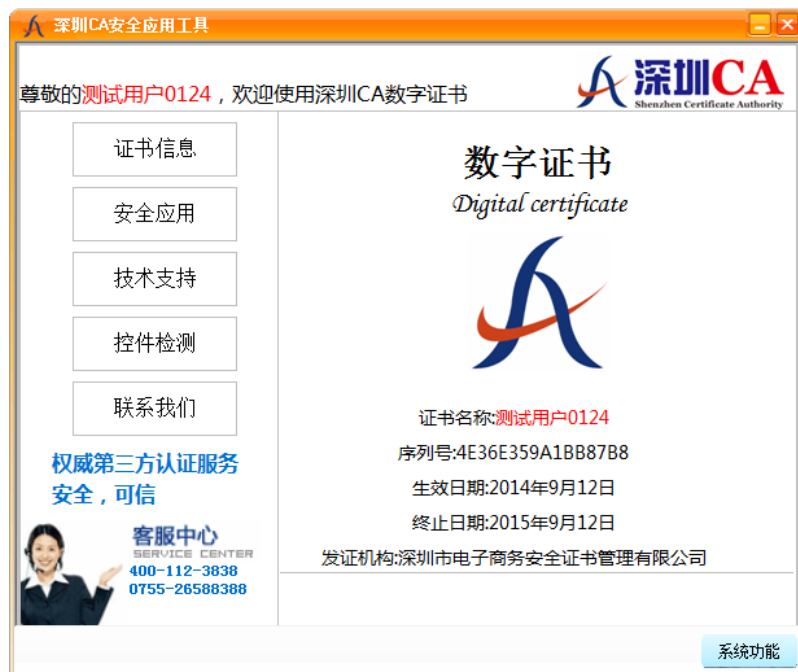 深圳CA安全应用工具
尊敬的测试用户0124，欢迎使用深圳CA数字证书
深圳CA
Shenzhen Certificate Authority
证书信息
安全应用
技术支持
控件检测
联系我们
权威第三方认证服务
安全，可信
客服中心
SERVICE CENTER
400-112-3838
0755-26588388
数字证书
Digital certificate
证书名称:测试用户0124
序列号:4E36E359A1BB87B8
生效日期:2014年9月12日
终止日期:2015年9月12日
发证机构:深圳市电子商务安全证书管理有限公司
系统功能